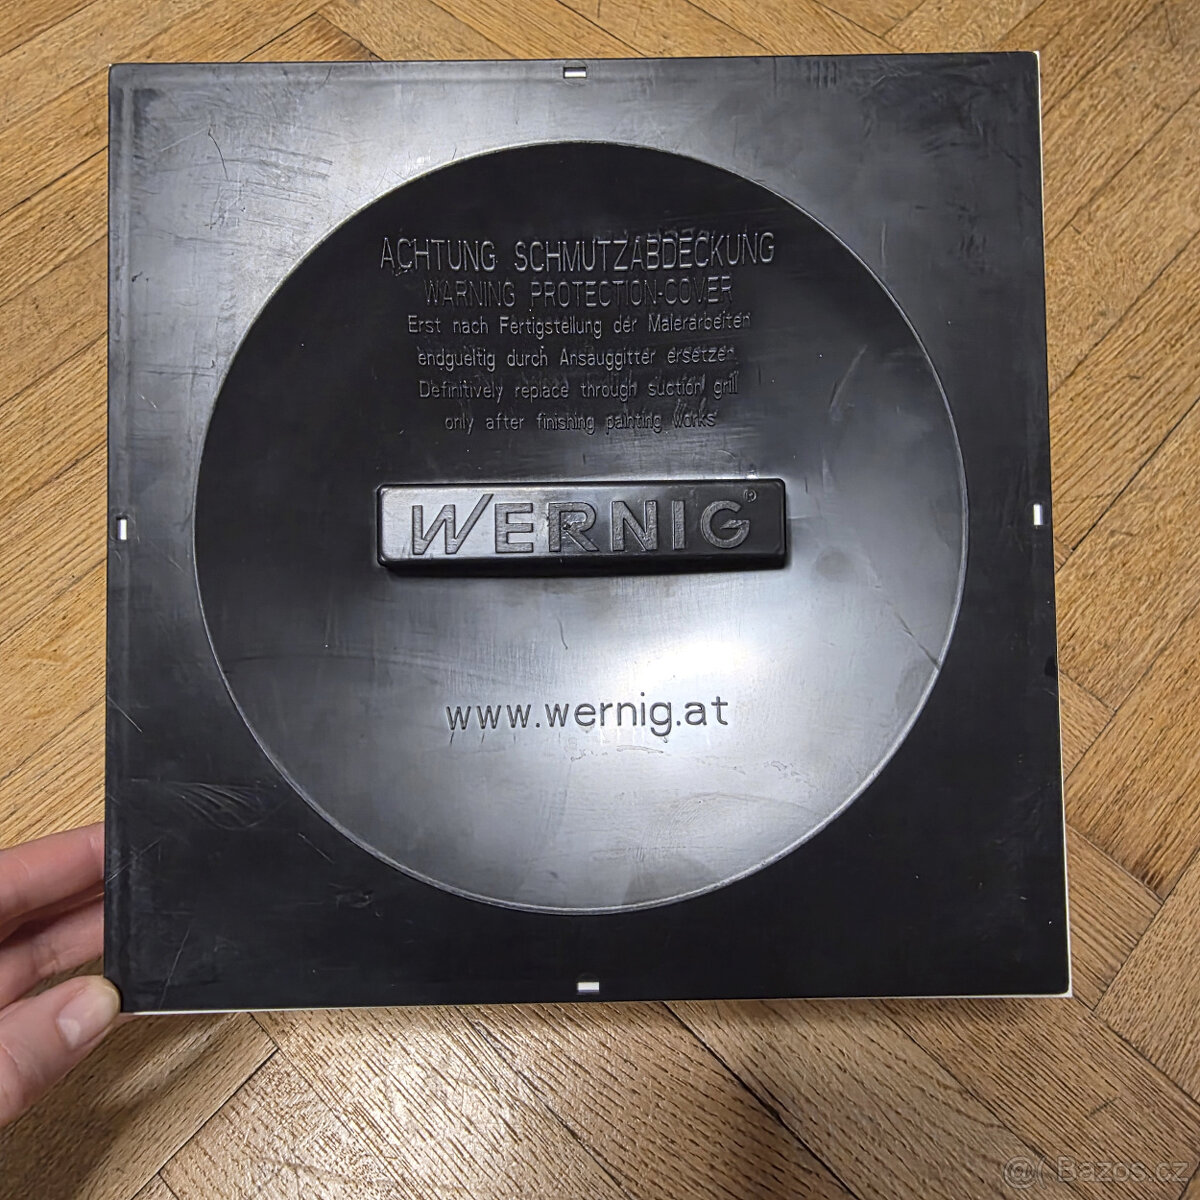 ACHTUNG SCHMUTZABDECKUNG
WARNING PROTECTION-COVER
Erst nach Fertigstellung der Malerarbeiten
endgueltig durch Ansauggitter ersetzen
Definitively replace through suction grill
only after finishing painting works
WERNIG®
www.wernig.at
@ Bazos.cz